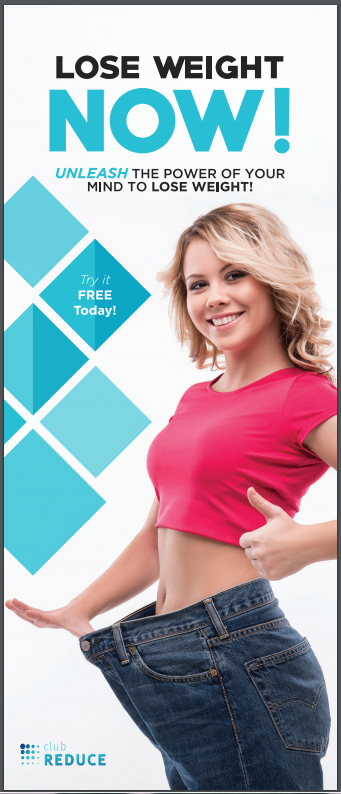 LOSE WEIGHT
NOW!
UNLEASH THE POWER OF YOUR
MIND TO LOSE WEIGHT!
Try it
FREE
Today!
club
REDUCE